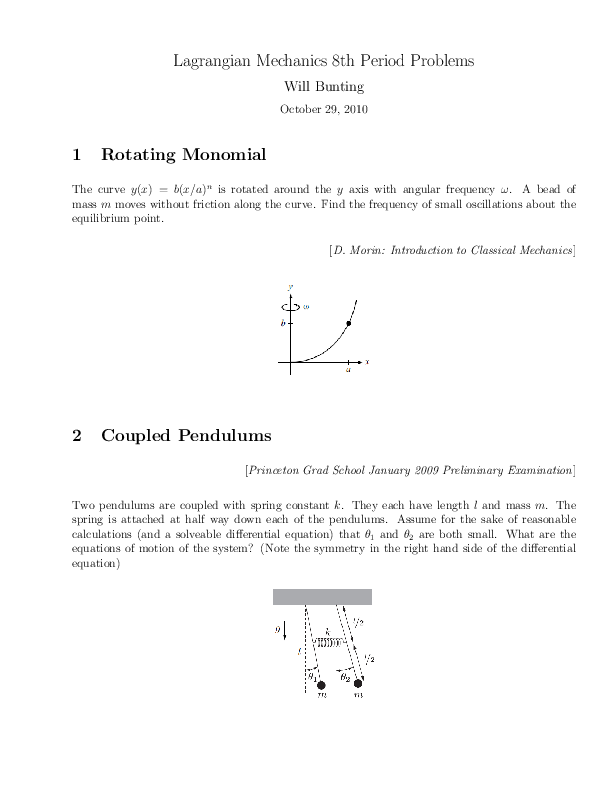 Lagrangian Mechanics 8th Period Problems
Will Bunting
October 29, 2010
1 Rotating Monomial
The curve y(x) = b(x/a)^n is rotated around the y axis with angular frequency ω. A bead of
mass m moves without friction along the curve. Find the frequency of small oscillations about the
equilibrium point.
[D. Morin: Introduction to Classical Mechanics]
y
ω
b
x
a
2 Coupled Pendulums
[Princeton Grad School January 2009 Preliminary Examination]
Two pendulums are coupled with spring constant k. They each have length l and mass m. The
spring is attached at half way down each of the pendulums. Assume for the sake of reasonable
calculations (and a solveable differential equation) that θ₁ and θ₂ are both small. What are the
equations of motion of the system? (Note the symmetry in the right hand side of the differential
equation)
g
k
l/2
l
l/2
θ₁
θ₂
m
m